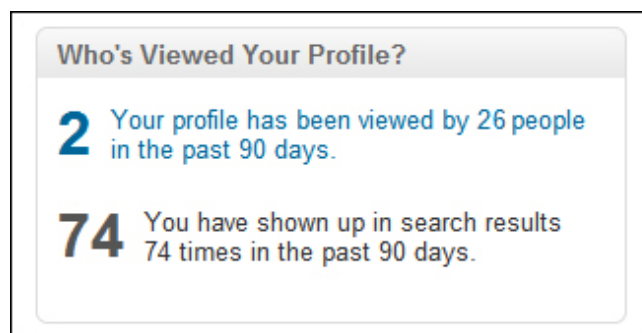 Who's Viewed Your Profile?
2
Your profile has been viewed by 26 people
in the past 90 days.
74
You have shown up in search results
74 times in the past 90 days.